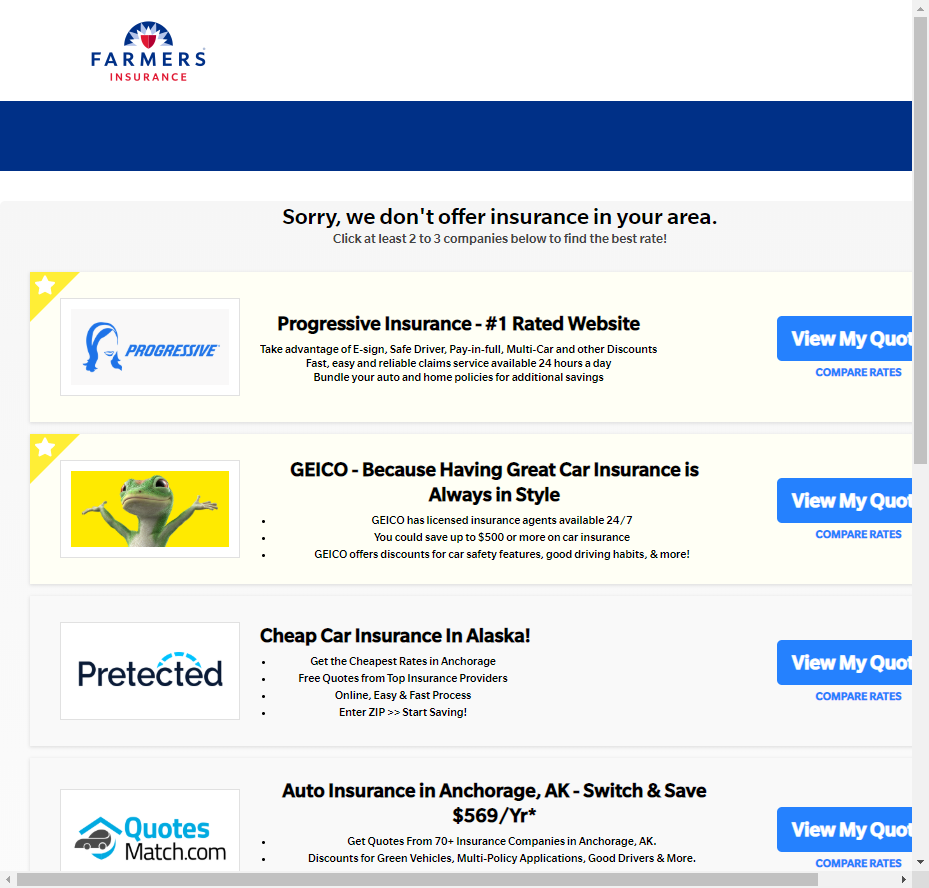 FARMERS
INSURANCE
Sorry, we don't offer insurance in your area.
Click at least 2 to 3 companies below to find the best rate!
PROGRESSIVE
Progressive Insurance - #1 Rated Website
Take advantage of E-sign, Safe Driver, Pay-in-full, Multi-Car and other Discounts
Fast, easy and reliable claims service available 24 hours a day
Bundle your auto and home policies for additional savings
View My Quot
COMPARE RATES
GEICO - Because Having Great Car Insurance is
Always in Style
• GEICO has licensed insurance agents available 24/7
• You could save up to $500 or more on car insurance
• GEICO offers discounts for car safety features, good driving habits, & more!
View My Quot
COMPARE RATES
Pretected
Cheap Car Insurance In Alaska!
• Get the Cheapest Rates in Anchorage
• Free Quotes from Top Insurance Providers
• Online, Easy & Fast Process
• Enter ZIP >> Start Saving!
View My Quot
COMPARE RATES
Quotes
Match.com
Auto Insurance in Anchorage, AK - Switch & Save
$569/Yr*
• Get Quotes From 70+ Insurance Companies in Anchorage, AK.
• Discounts for Green Vehicles, Multi-Policy Applications, Good Drivers & More.
View My Quot
COMPARE RATES